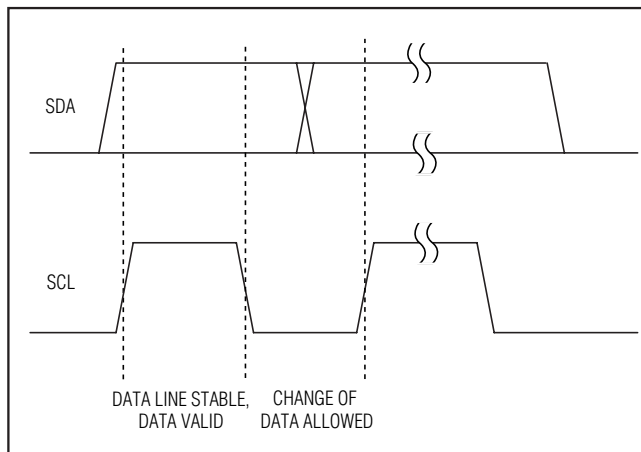 SDA
SCL
DATA LINE STABLE,
DATA VALID
CHANGE OF
DATA ALLOWED